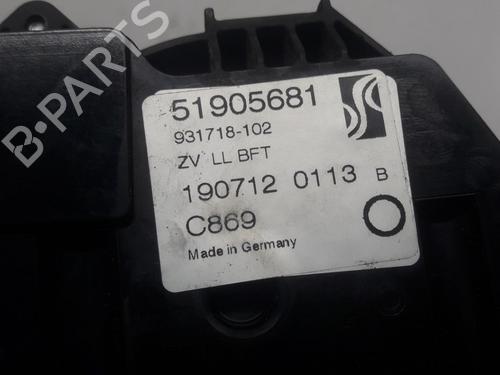 51905681
931718-102
ZV LL BFT
190712 0113 B
C869
Made in Germany
B-PARTS